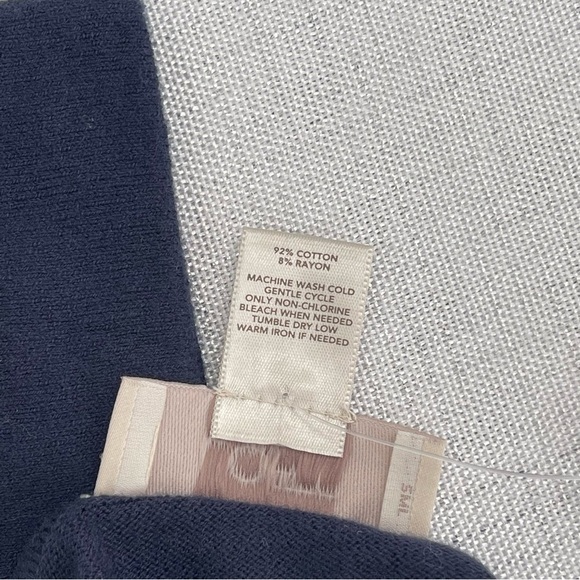 92% COTTON
8% RAYON
MACHINE WASH COLD
GENTLE CYCLE
ONLY NON-CHLORINE
BLEACH WHEN NEEDED
TUMBLE DRY LOW
WARM IRON IF NEEDED